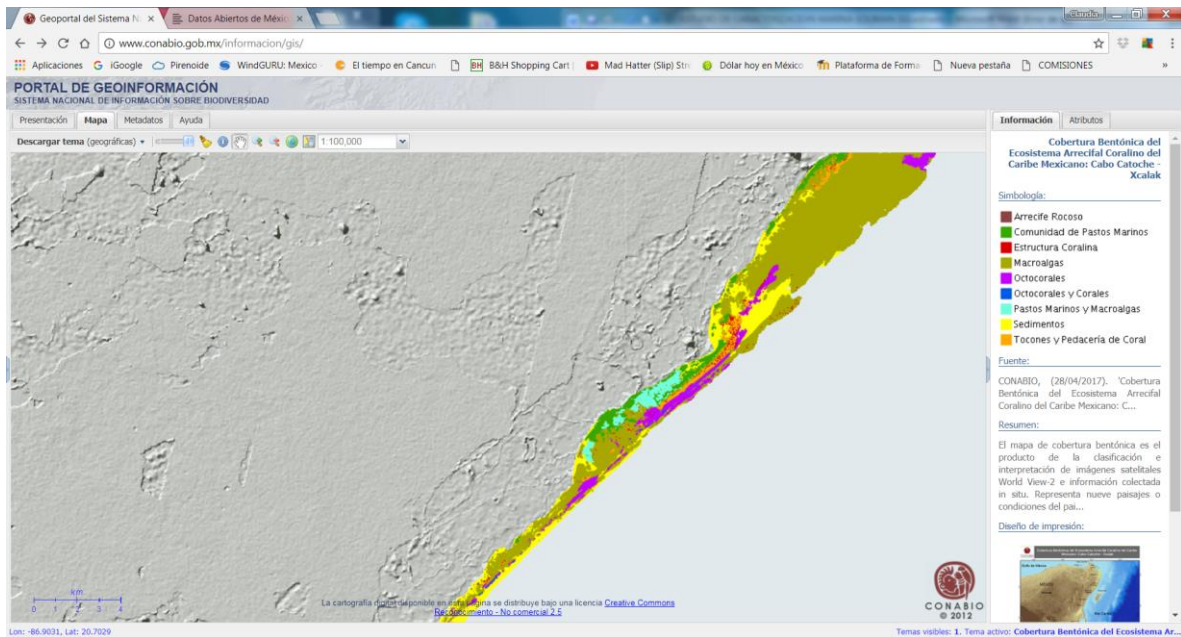 Geoportal del Sistema N
Datos Abiertos de Méxic
Claudia
www.conabio.gob.mx/informacion/gis/
Aplicaciones
iGoogle
Pirenoide
WindGURU: Mexico -
El tiempo en Cancun
B&H Shopping Cart
Mad Hatter (Slip) Str
Dólar hoy en México
Plataforma de Forma
Nueva pestaña
COMISIONES
»
PORTAL DE GEOINFORMACIÓN
SISTEMA NACIONAL DE INFORMACIÓN SOBRE BIODIVERSIDAD
Presentación
Mapa
Metadatos
Ayuda
Descargar tema (geográficas)
1:100,000
Información
Atributos
Cobertura Bentónica del
Ecosistema Arrecifal Coralino del
Caribe Mexicano: Cabo Catoche -
Xcalak
Simbología:
Arrecife Rocoso
Comunidad de Pastos Marinos
Estructura Coralina
Macroalgas
Octocorales
Octocorales y Corales
Pastos Marinos y Macroalgas
Sedimentos
Tocones y Pedacería de Coral
Fuente:
CONABIO, (28/04/2017). 'Cobertura
Bentónica del Ecosistema Arrecifal
Coralino del Caribe Mexicano: C...
Resumen:
El mapa de cobertura bentónica es el
producto de la clasificación e
interpretación de imágenes satelitales
World View-2 e información colectada
in situ. Representa nueve paisajes o
condiciones del pai...
Diseño de impresión:
km
0 1 2 3 4
La cartografía digital disponible en esta página se distribuye bajo una licencia Creative Commons
Reconocimiento - No comercial 2.5
CONABIO
© 2012
Lon: -86.9031, Lat: 20.7029
Temas visibles: 1. Tema activo: Cobertura Bentónica del Ecosistema Ar...